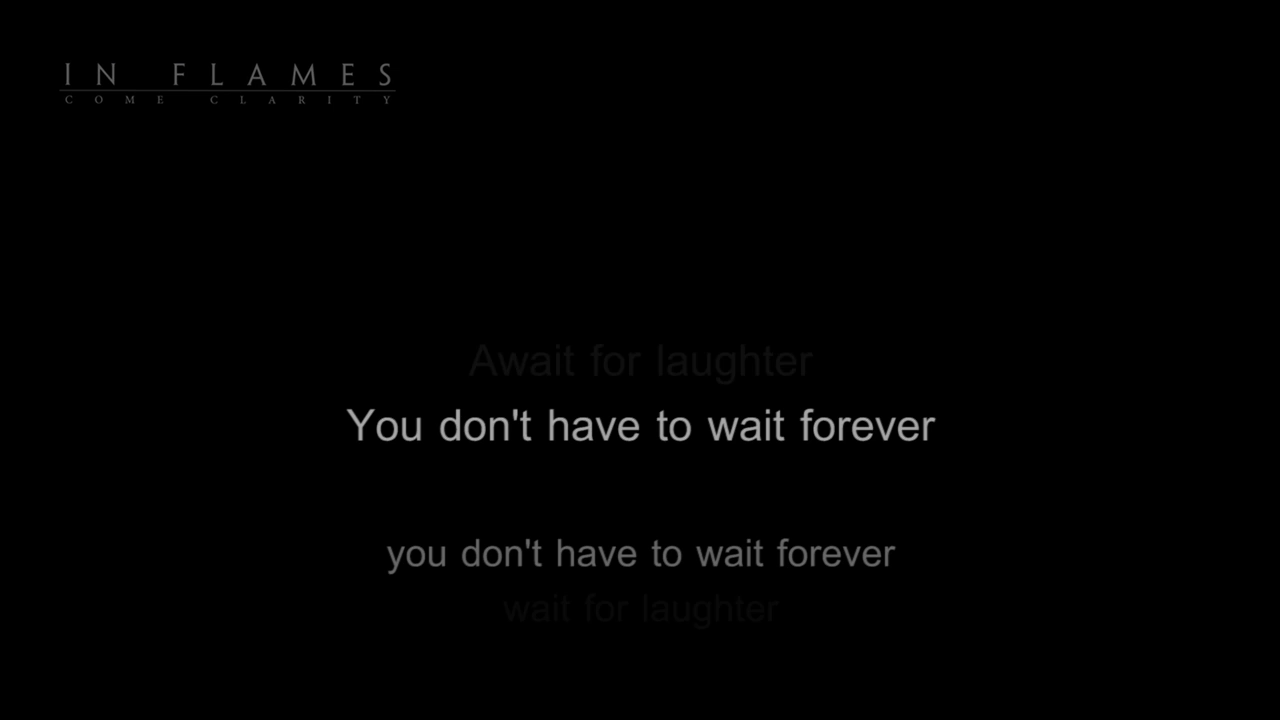 IN FLAMES
COME CLARITY
Await for laughter
You don't have to wait forever
you don't have to wait forever
wait for laughter